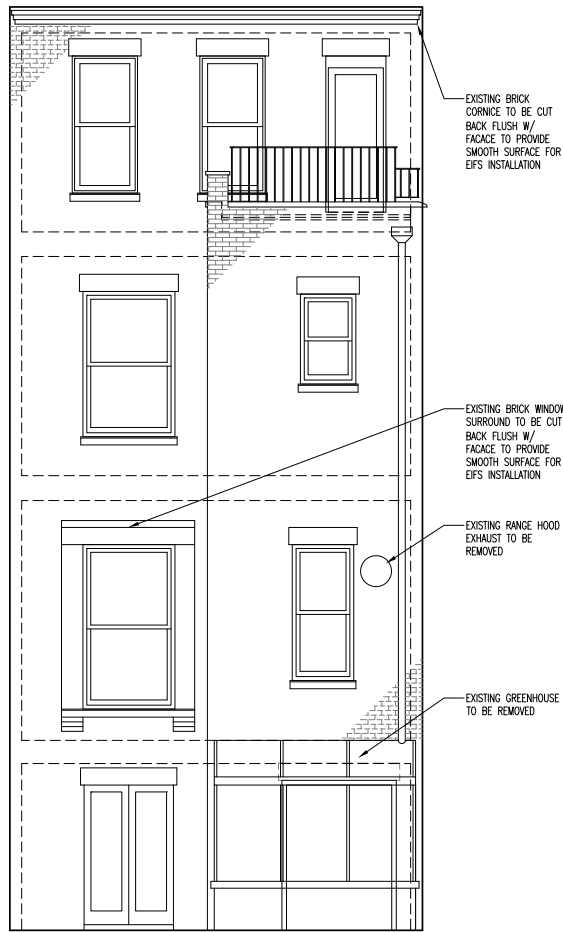 EXISTING BRICK
CORNICE TO BE CUT
BACK FLUSH W/
FACACE TO PROVIDE
SMOOTH SURFACE FOR
EIFS INSTALLATION
EXISTING BRICK WINDOW
SURROUND TO BE CUT
BACK FLUSH W/
FACACE TO PROVIDE
SMOOTH SURFACE FOR
EIFS INSTALLATION
EXISTING RANGE HOOD
EXHAUST TO BE
REMOVED
EXISTING GREENHOUSE
TO BE REMOVED